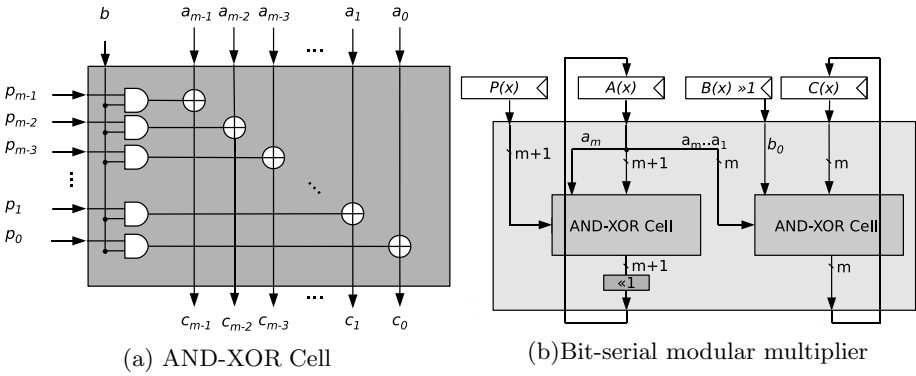 b
a_{m-1} a_{m-2} a_{m-3} ... a_1 a_0
p_{m-1}
p_{m-2}
p_{m-3}
...
p_1
p_0
...
c_{m-1} c_{m-2} c_{m-3} ... c_1 c_0
(a) AND-XOR Cell
P(x) A(x) B(x) »1 C(x)
a_m a_m..a_1 b_0
m+1 m+1 m m
AND-XOR Cell AND-XOR Cell
m+1 m
«1
(b)Bit-serial modular multiplier